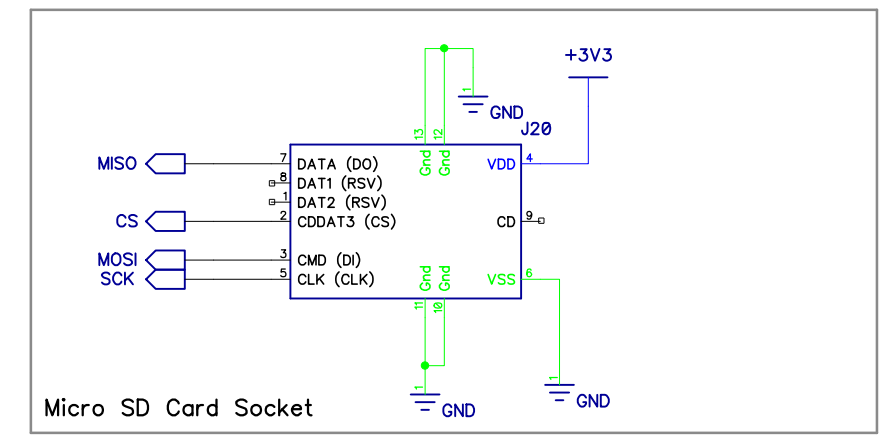 +3V3
1
GND
J20
13
12
MISO
7
DATA (DO)
Gnd
Gnd
VDD
4
8
DAT1 (RSV)
1
DAT2 (RSV)
CS
2
CDDAT3 (CS)
CD
9
MOSI
3
CMD (DI)
SCK
5
CLK (CLK)
Gnd
Gnd
VSS
6
11
10
1
GND
1
GND
Micro SD Card Socket